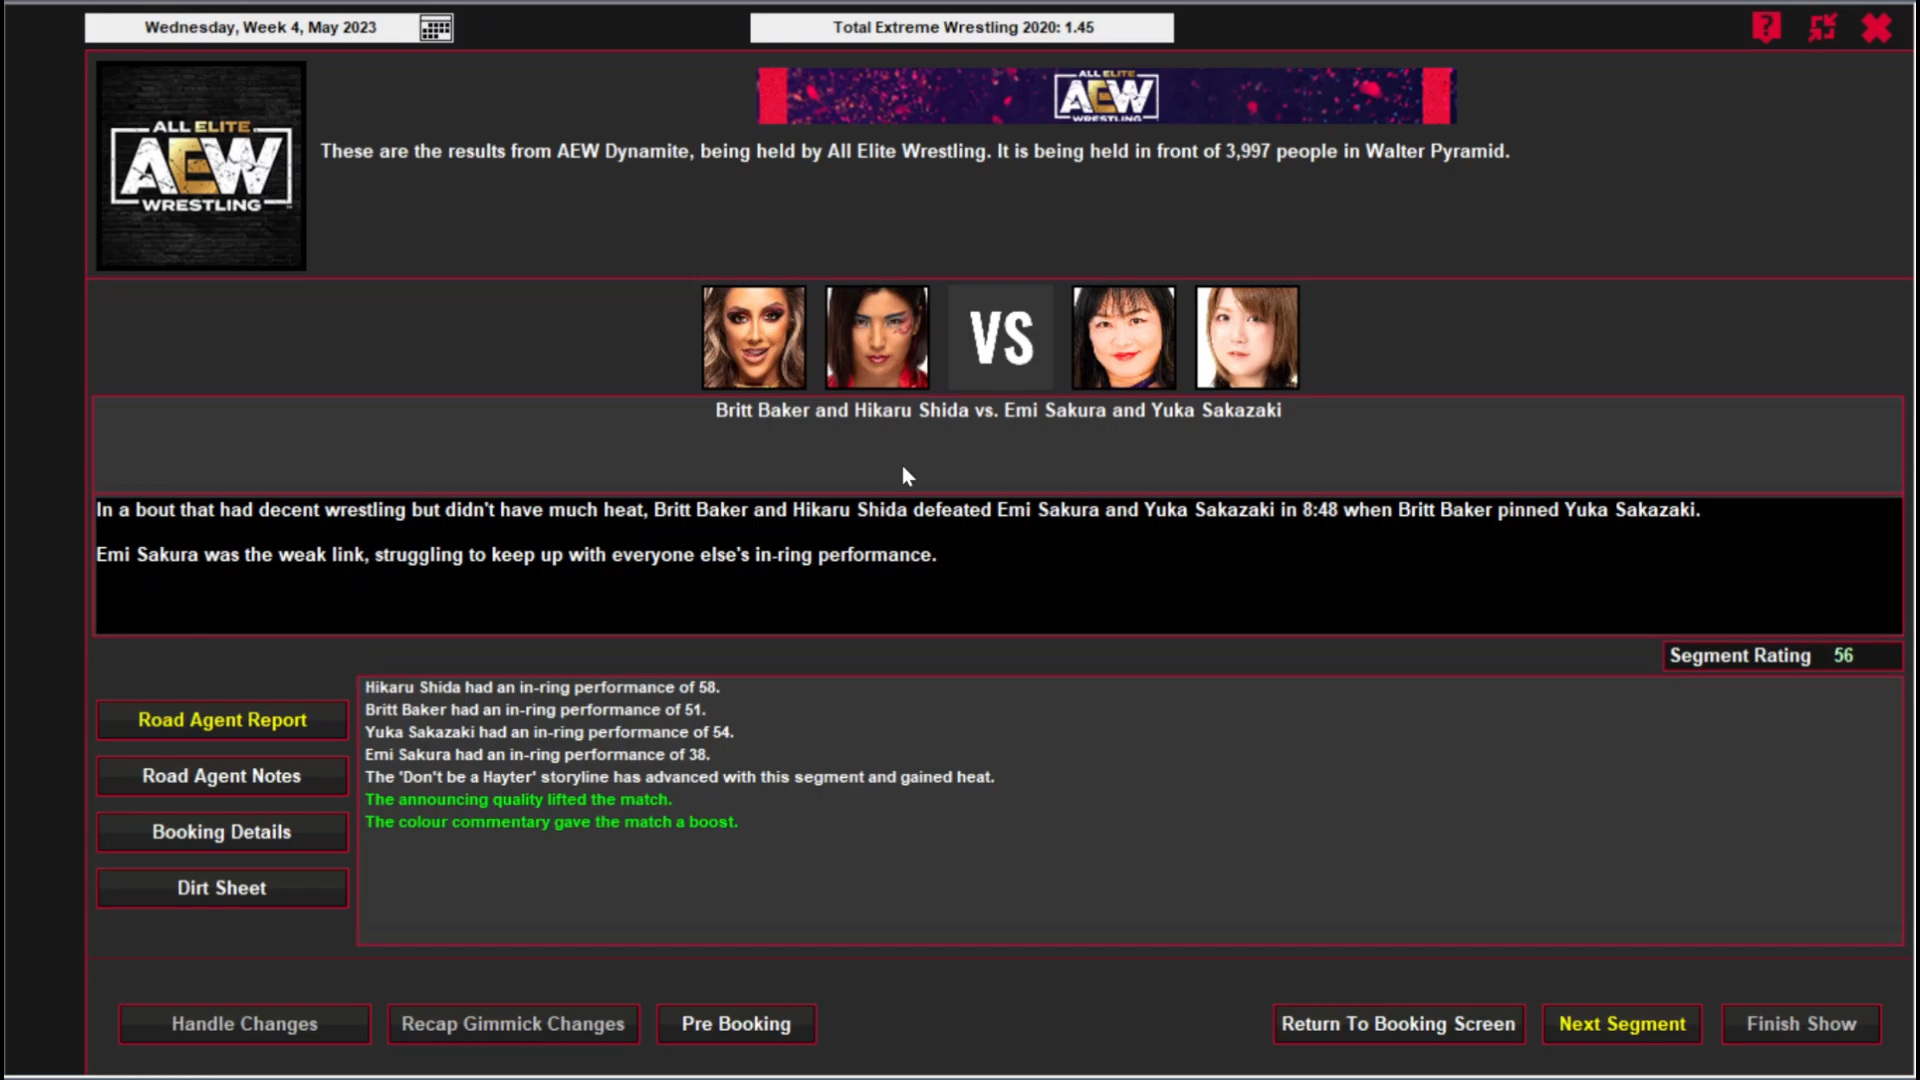 Wednesday, Week 4, May 2023
Total Extreme Wrestling 2020: 1.45
?
ALL ELITE
AEW
WRESTLING
ALL ELITE
AEW
WRESTLING
These are the results from AEW Dynamite, being held by All Elite Wrestling. It is being held in front of 3,997 people in Walter Pyramid.
VS
Britt Baker and Hikaru Shida vs. Emi Sakura and Yuka Sakazaki
In a bout that had decent wrestling but didn't have much heat, Britt Baker and Hikaru Shida defeated Emi Sakura and Yuka Sakazaki in 8:48 when Britt Baker pinned Yuka Sakazaki.
Emi Sakura was the weak link, struggling to keep up with everyone else's in-ring performance.
Segment Rating 56
Road Agent Report
Road Agent Notes
Booking Details
Dirt Sheet
Hikaru Shida had an in-ring performance of 58.
Britt Baker had an in-ring performance of 51.
Yuka Sakazaki had an in-ring performance of 54.
Emi Sakura had an in-ring performance of 38.
The 'Don't be a Hayter' storyline has advanced with this segment and gained heat.
The announcing quality lifted the match.
The colour commentary gave the match a boost.
Handle Changes
Recap Gimmick Changes
Pre Booking
Return To Booking Screen
Next Segment
Finish Show